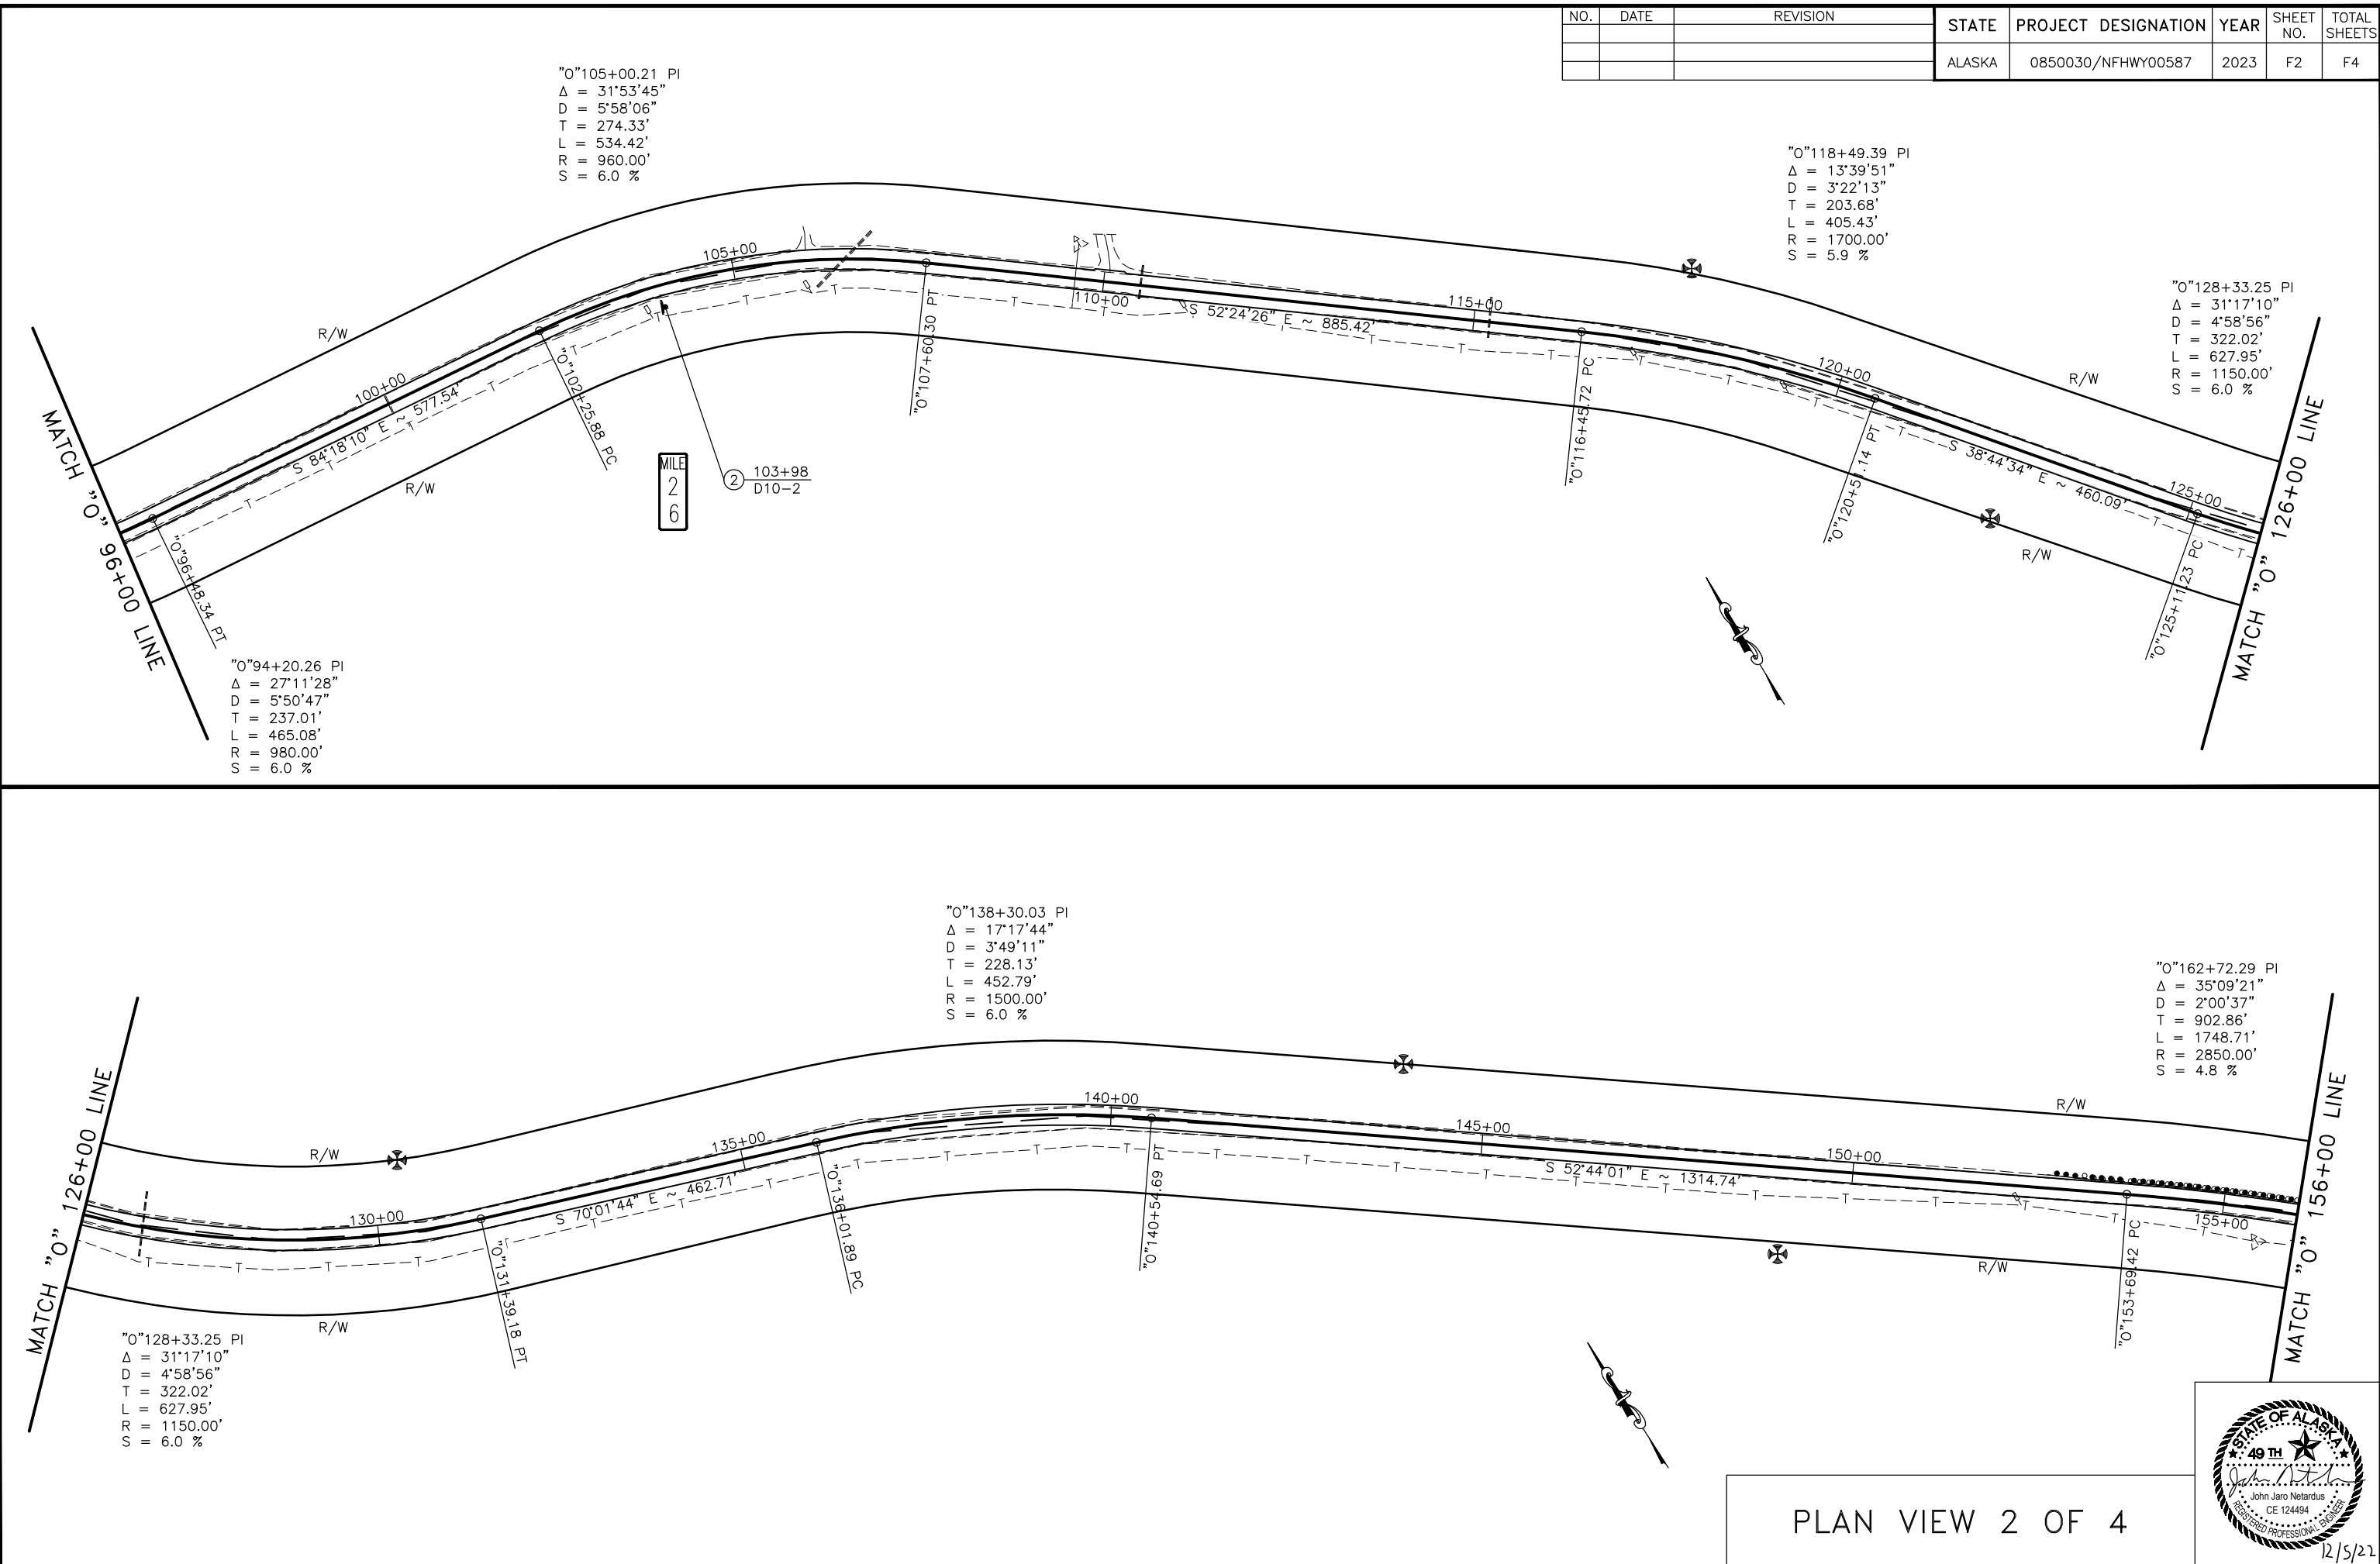 NO. DATE REVISION
STATE PROJECT DESIGNATION YEAR SHEET NO. TOTAL SHEETS
ALASKA 0850030/NFHWY00587 2023 F2 F4
"O"105+00.21 PI
Δ = 31°53'45"
D = 5°58'06"
T = 274.33'
L = 534.42'
R = 960.00'
S = 6.0 %
"O"118+49.39 PI
Δ = 13°39'51"
D = 3°22'13"
T = 203.68'
L = 405.43'
R = 1700.00'
S = 5.9 %
"O"128+33.25 PI
Δ = 31°17'10"
D = 4°58'56"
T = 322.02'
L = 627.95'
R = 1150.00'
S = 6.0 %
MATCH "O" 96+00 LINE
R/W
R/W
100+00
S 84°18'10" E ~ 577.54'
"O"96+48.34 PT
"O"102+25.88 PC
105+00
MILE
2
6
2 103+98
D10-2
"O"107+60.30 PT
110+00
S 52°24'26" E ~ 885.42'
115+00
"O"116+45.72 PC
120+00
"O"120+51.14 PT
S 38°44'34" E ~ 460.09'
125+00
"O"125+11.23 PC
R/W
R/W
MATCH "O" 126+00 LINE
"O"94+20.26 PI
Δ = 27°11'28"
D = 5°50'47"
T = 237.01'
L = 465.08'
R = 980.00'
S = 6.0 %
"O"138+30.03 PI
Δ = 17°17'44"
D = 3°49'11"
T = 228.13'
L = 452.79'
R = 1500.00'
S = 6.0 %
"O"162+72.29 PI
Δ = 35°09'21"
D = 2°00'37"
T = 902.86'
L = 1748.71'
R = 2850.00'
S = 4.8 %
MATCH "O" 126+00 LINE
R/W
R/W
130+00
"O"131+39.18 PT
S 70°01'44" E ~ 462.71'
135+00
"O"136+01.89 PC
140+00
"O"140+54.69 PT
145+00
S 52°44'01" E ~ 1314.74'
150+00
"O"153+69.42 PC
155+00
R/W
R/W
MATCH "O" 156+00 LINE
"O"128+33.25 PI
Δ = 31°17'10"
D = 4°58'56"
T = 322.02'
L = 627.95'
R = 1150.00'
S = 6.0 %
PLAN VIEW 2 OF 4
STATE OF ALASKA
49 TH
John Jaro Netardus
CE 124494
REGISTERED PROFESSIONAL ENGINEER
12/5/22